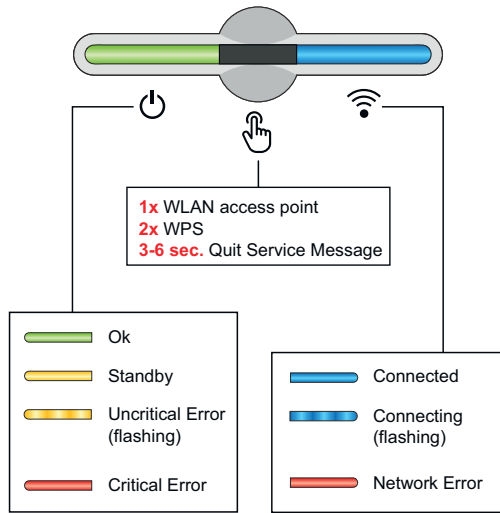 1x WLAN access point
2x WPS
3-6 sec. Quit Service Message
Ok
Standby
Uncritical Error
(flashing)
Critical Error
Connected
Connecting
(flashing)
Network Error